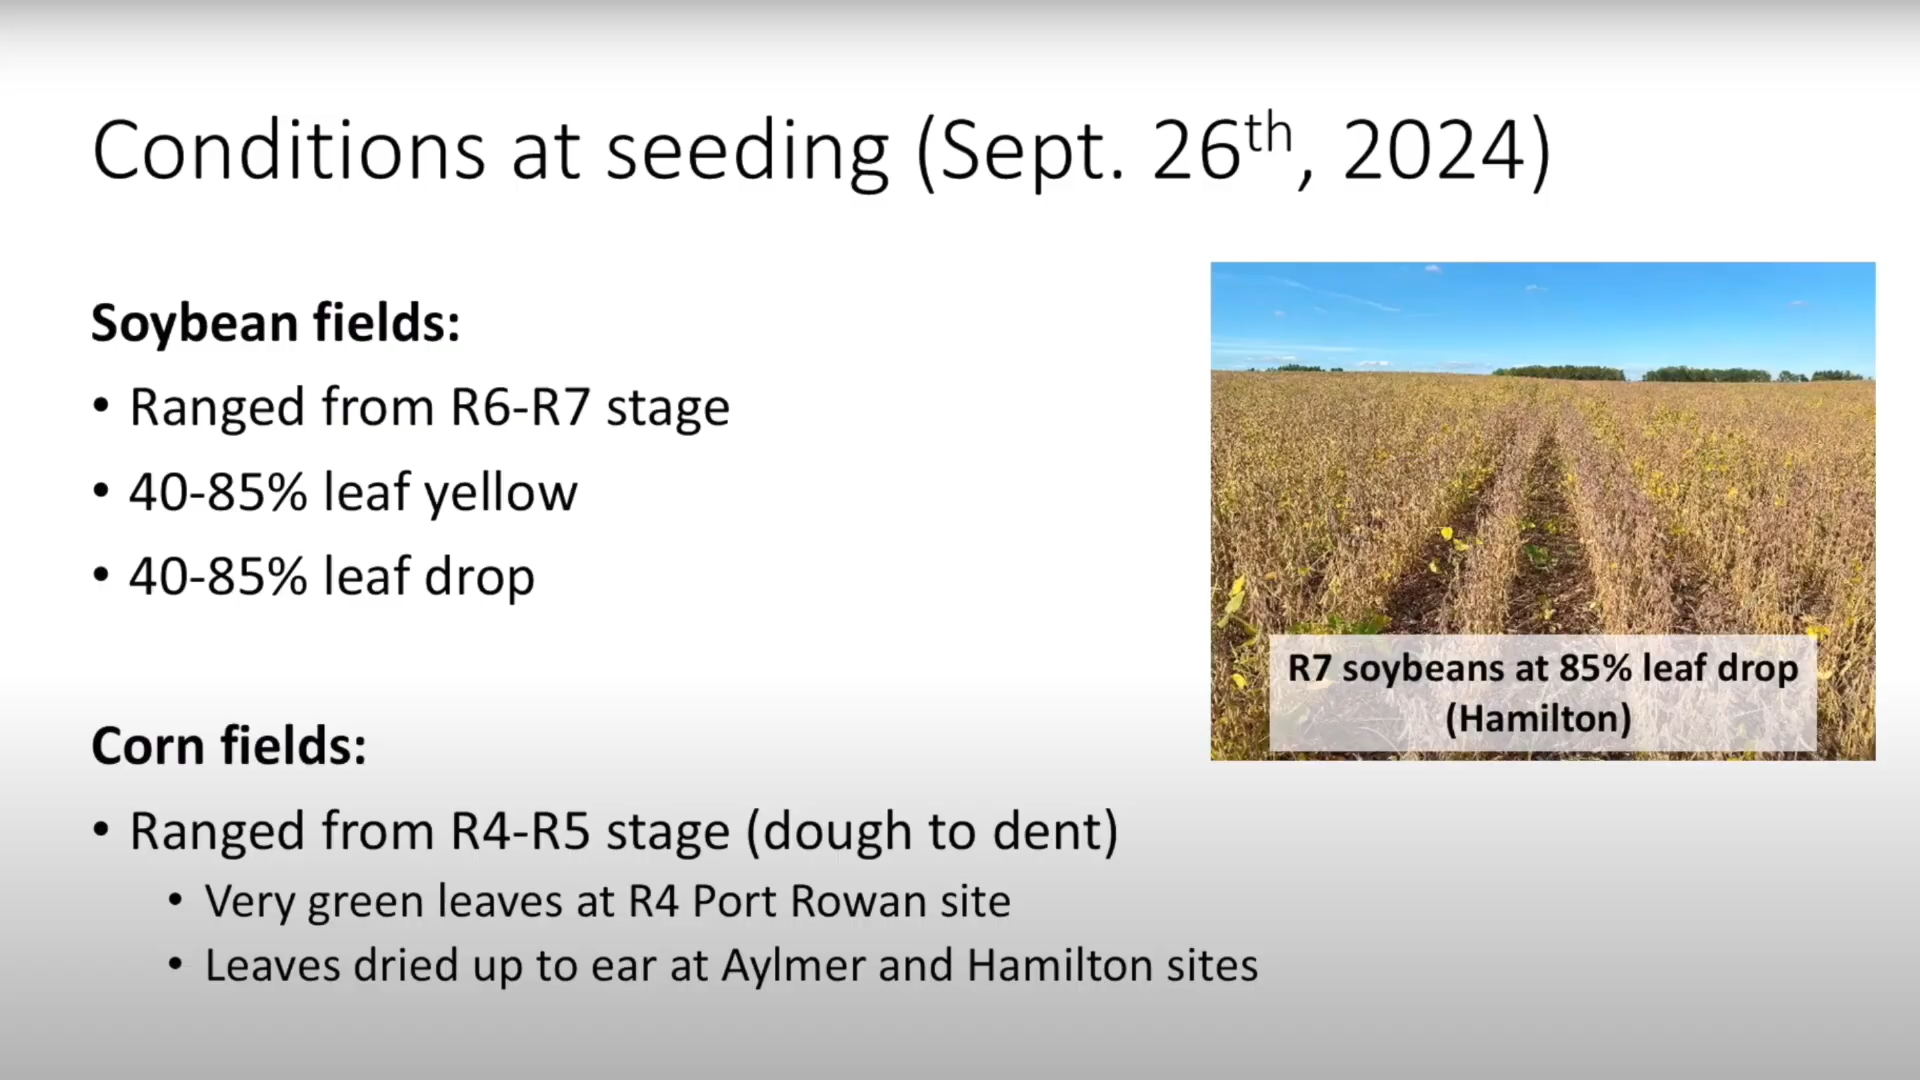 Conditions at seeding (Sept. 26th, 2024)
Soybean fields:
• Ranged from R6-R7 stage
• 40-85% leaf yellow
• 40-85% leaf drop
R7 soybeans at 85% leaf drop
(Hamilton)
Corn fields:
• Ranged from R4-R5 stage (dough to dent)
• Very green leaves at R4 Port Rowan site
• Leaves dried up to ear at Aylmer and Hamilton sites